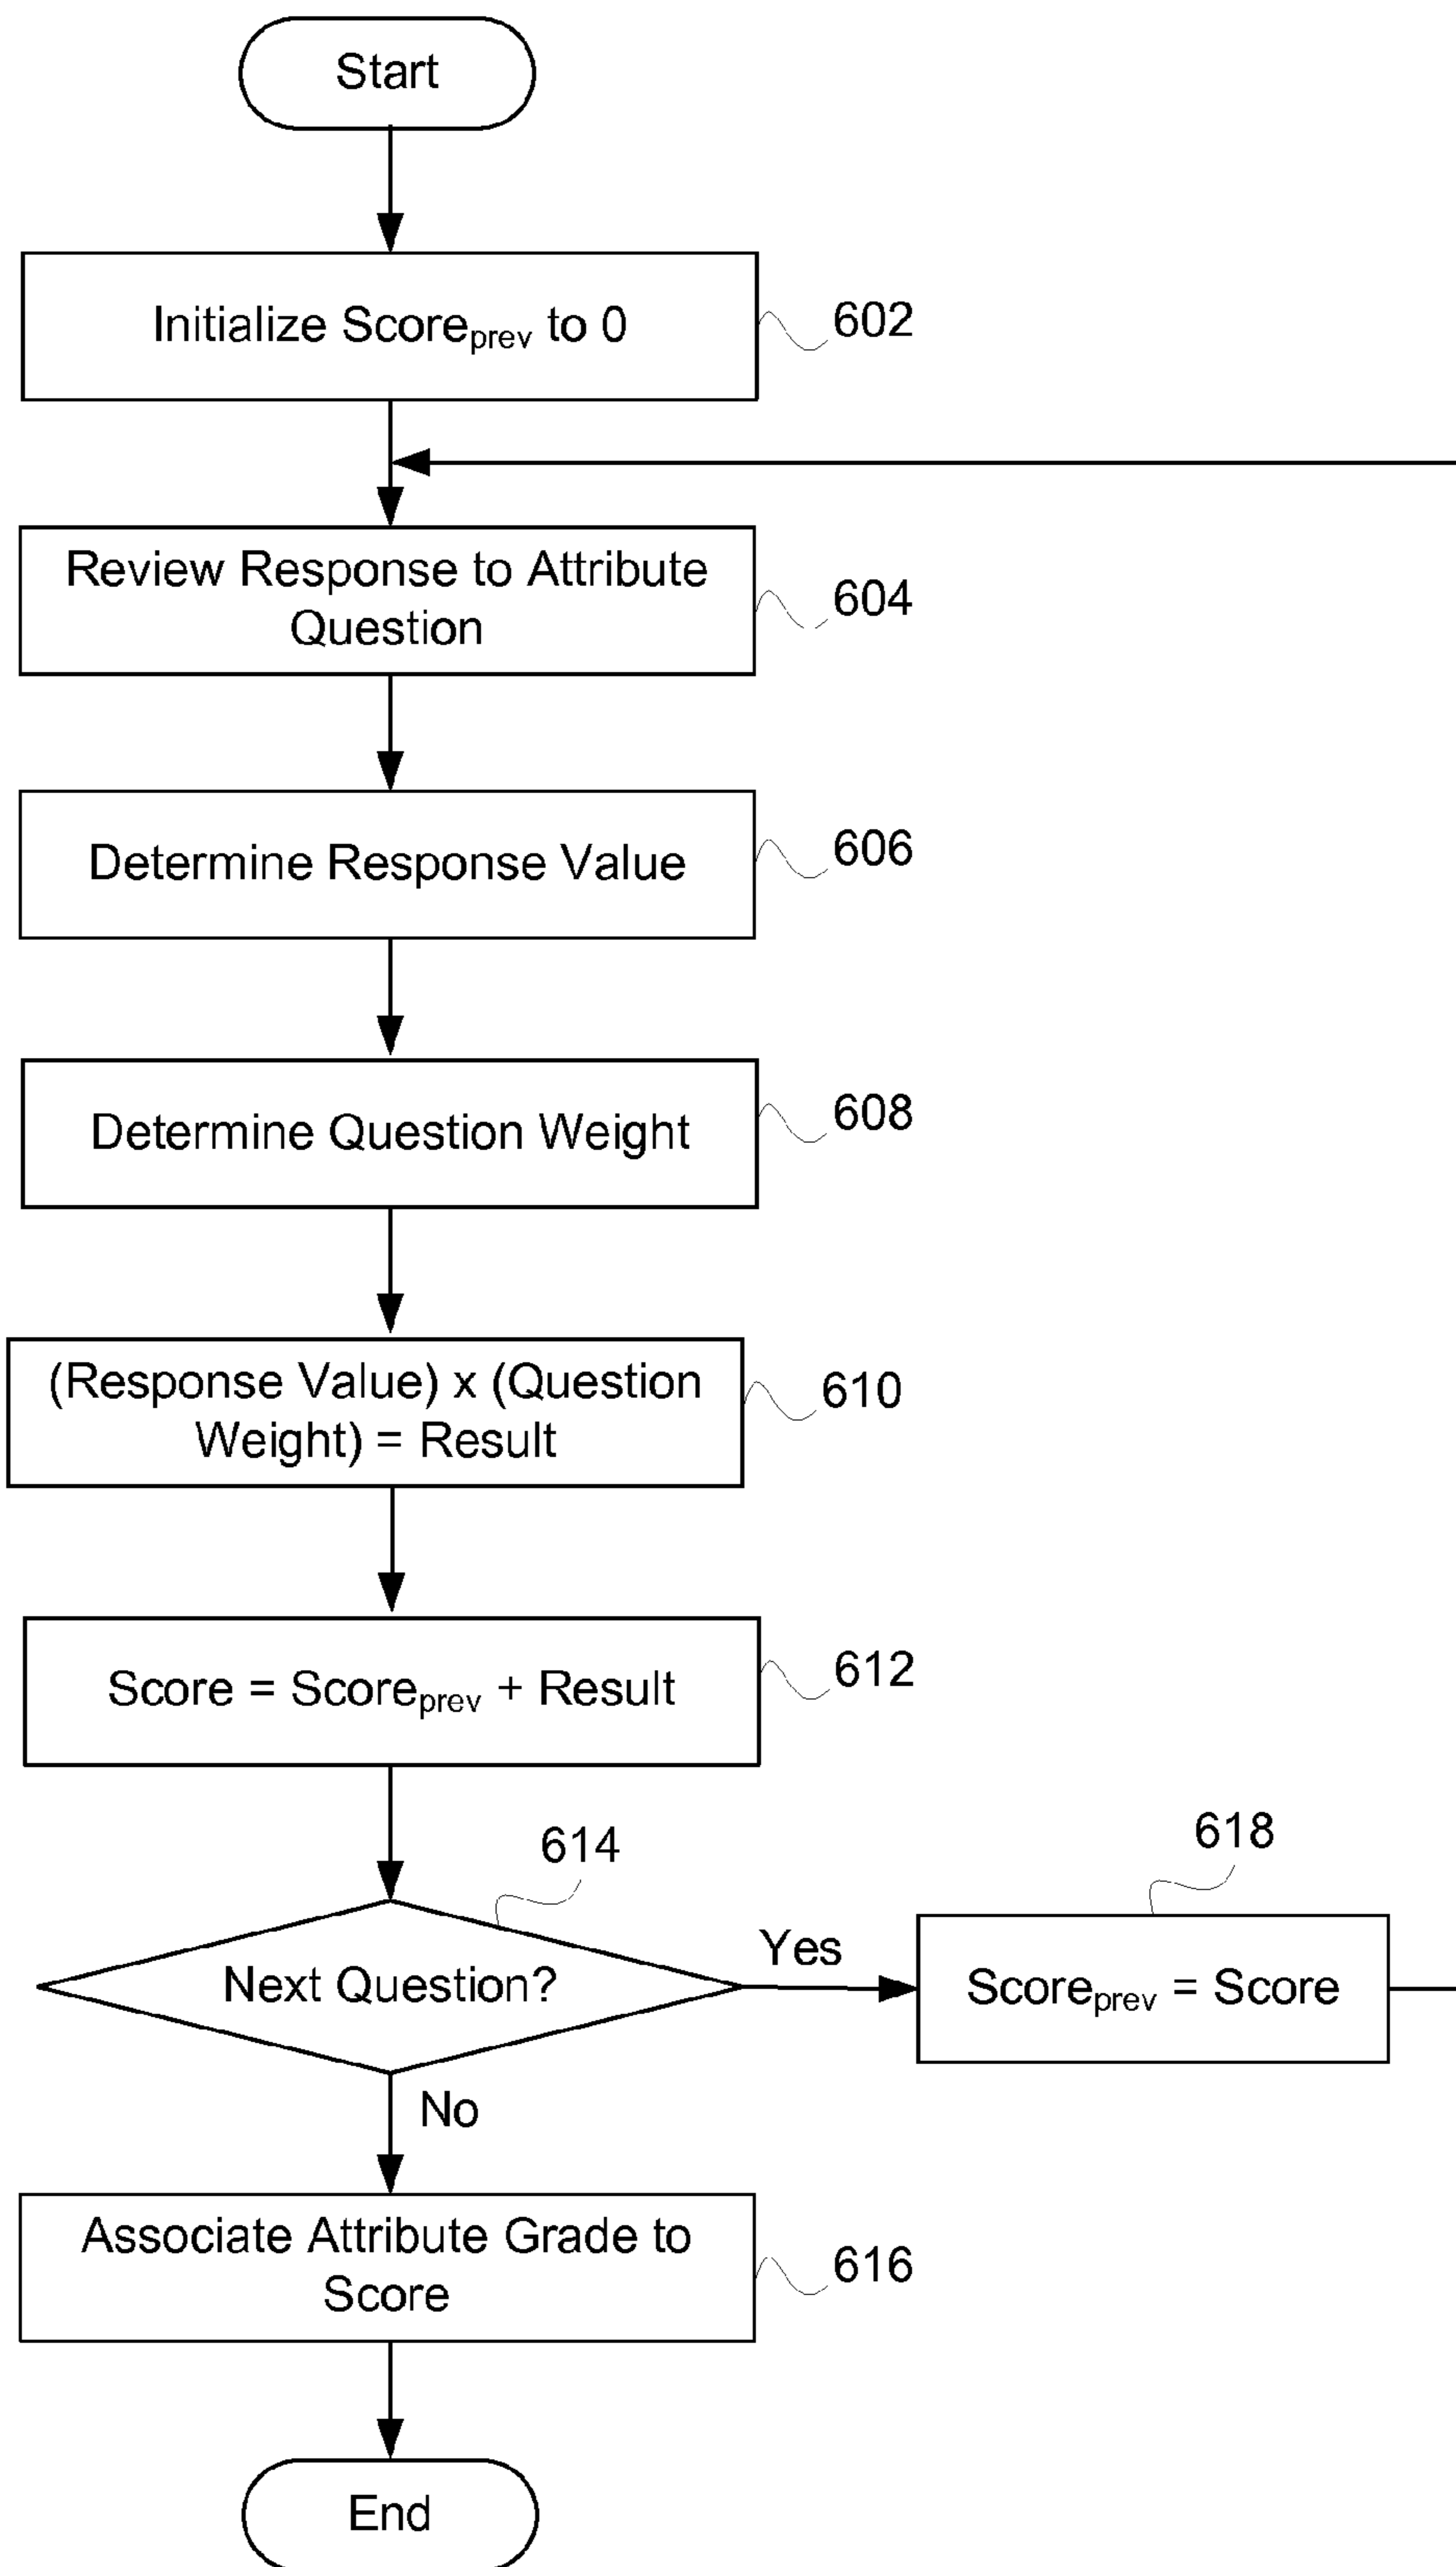 Start
Initialize Scoreprev to 0
602
Review Response to Attribute
Question
604
Determine Response Value
606
Determine Question Weight
608
(Response Value) x (Question
Weight) = Result
610
Score = Scoreprev + Result
612
614
Next Question?
Yes
618
Scoreprev = Score
No
Associate Attribute Grade to
Score
616
End